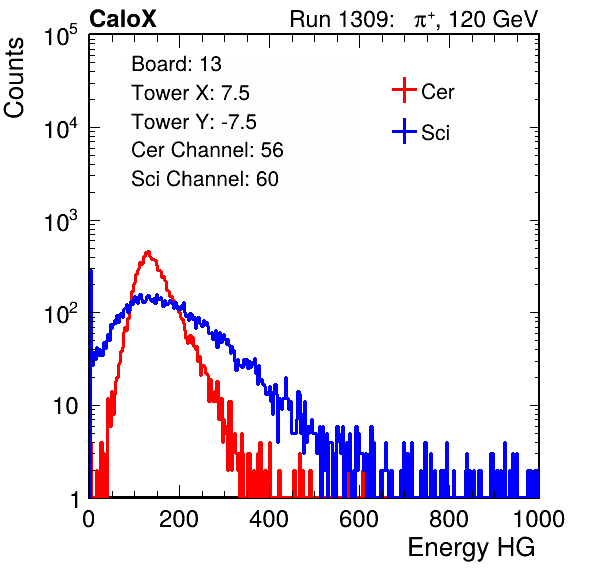 CaloX Run 1309: π⁺, 120 GeV
Counts
Board: 13
Tower X: 7.5
Tower Y: -7.5
Cer Channel: 56
Sci Channel: 60
Cer
Sci
10⁵
10⁴
10³
10²
10
1
0 200 400 600 800 1000
Energy HG